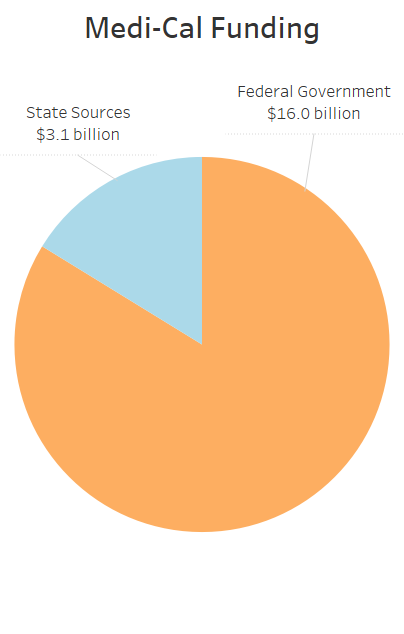 Medi-Cal Funding
Federal Government
$16.0 billion
State Sources
$3.1 billion